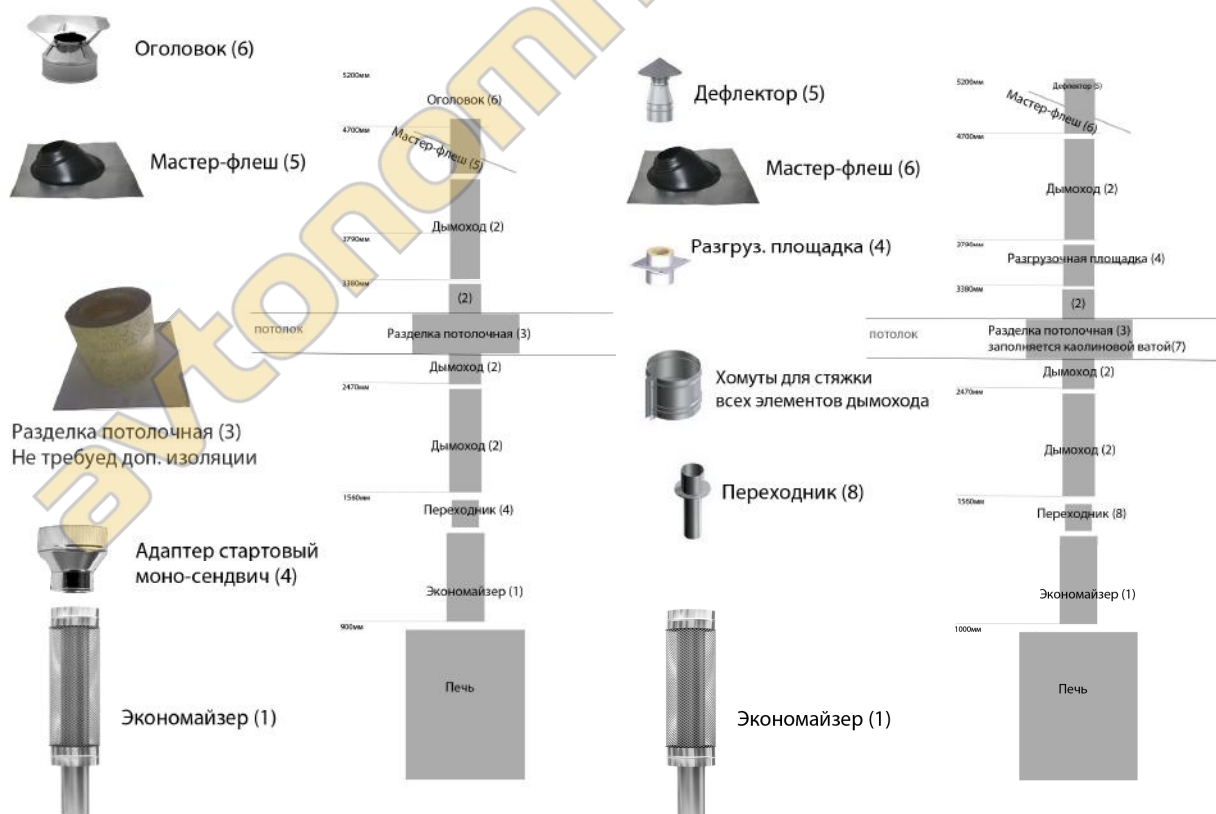 Оголовок (6)
Мастер-флеш (5)
Разделка потолочная (3)
Не требуед доп. изоляции
Адаптер стартовый
моно-сендвич (4)
Экономайзер (1)
5200мм
Оголовок (6)
4700мм
Мастер-флеш (5)
Дымоход (2)
3790мм
3380мм
(2)
потолок
Разделка потолочная (3)
Дымоход (2)
2470мм
Дымоход (2)
1560мм
Переходник (4)
Экономайзер (1)
900мм
Печь
Дефлектор (5)
Мастер-флеш (6)
Разгруз. площадка (4)
Хомуты для стяжки
всех элементов дымохода
Переходник (8)
Экономайзер (1)
5200мм
Дефлектор (5)
Мастер-флеш (6)
4700мм
Дымоход (2)
3790мм
Разгрузочная площадка (4)
3380мм
(2)
потолок
Разделка потолочная (3)
заполняется каолиновой ватой(7)
Дымоход (2)
2470мм
Дымоход (2)
1560мм
Переходник (8)
Экономайзер (1)
1000мм
Печь